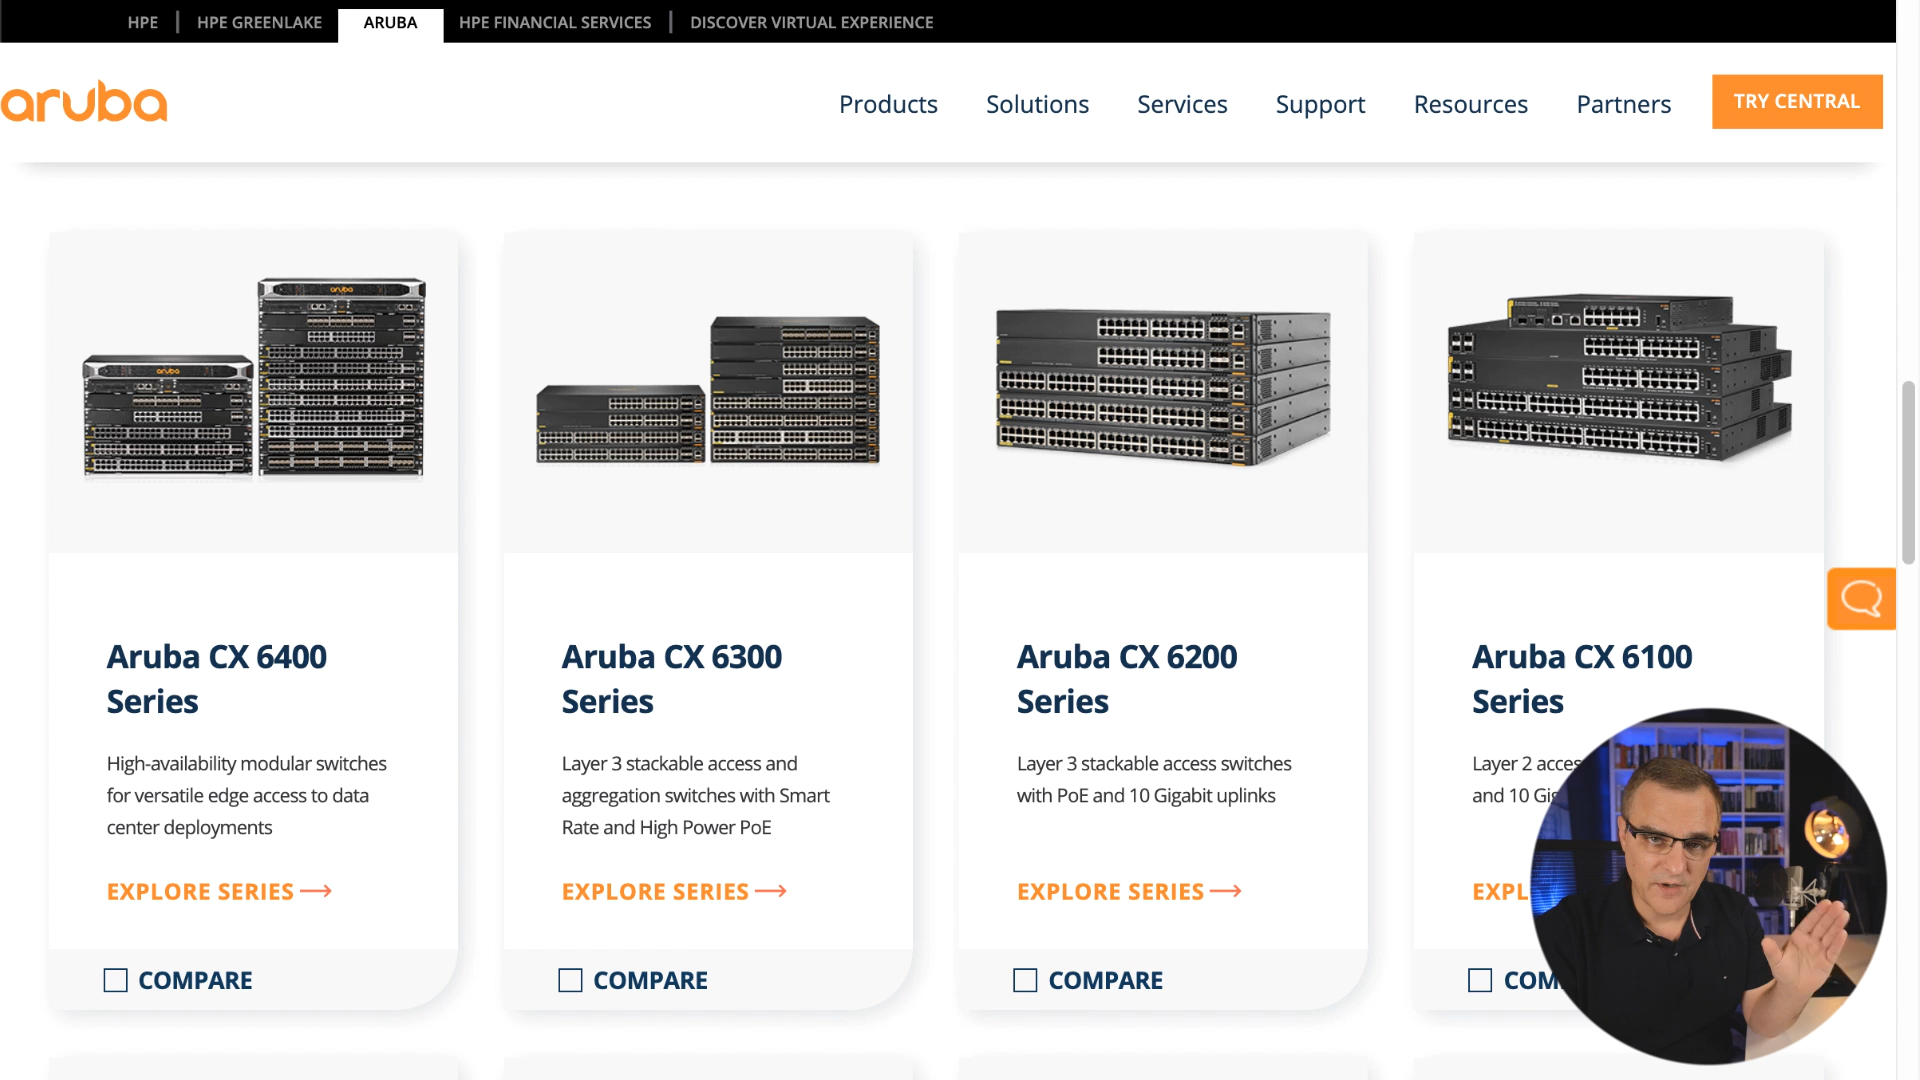 HPE | HPE GREENLAKE ARUBA HPE FINANCIAL SERVICES | DISCOVER VIRTUAL EXPERIENCE
aruba
Products Solutions Services Support Resources Partners TRY CENTRAL
aruba
aruba
Aruba CX 6400
Series
High-availability modular switches
for versatile edge access to data
center deployments
EXPLORE SERIES
COMPARE
Aruba CX 6300
Series
Layer 3 stackable access and
aggregation switches with Smart
Rate and High Power PoE
EXPLORE SERIES
COMPARE
Aruba CX 6200
Series
Layer 3 stackable access switches
with PoE and 10 Gigabit uplinks
EXPLORE SERIES
COMPARE
Aruba CX 6100
Series
Layer 2
and 10